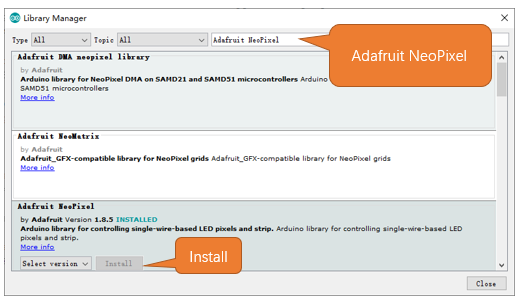 Library Manager
Type All Topic All Adafruit NeoPixel
Adafruit NeoPixel
Adafruit DMA neopixel library
by Adafruit
Arduino library for NeoPixel DMA on SAMD21 and SAMD51 microcontrollers Arduino
SAMD51 microcontrollers
More info
Adafruit NeoMatrix
by Adafruit
Adafruit_GFX-compatible library for NeoPixel grids Adafruit_GFX-compatible library for NeoPixel grids
More info
Adafruit NeoPixel
by Adafruit Version 1.8.5 INSTALLED
Arduino library for controlling single-wire-based LED pixels and strip. Arduino library for controlling single-wire-based LED
pixels and strip.
More info
Select version Install
Install
Close